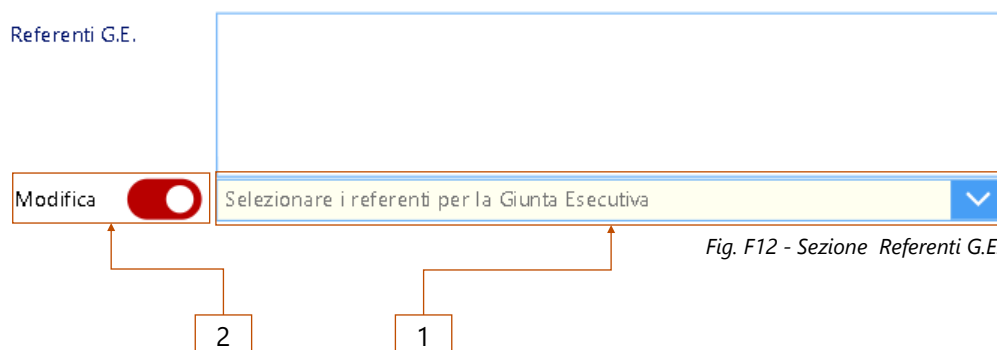 Referenti G.E.
Modifica
Selezionare i referenti per la Giunta Esecutiva
Fig. F12 - Sezione Referenti G.E
2
1